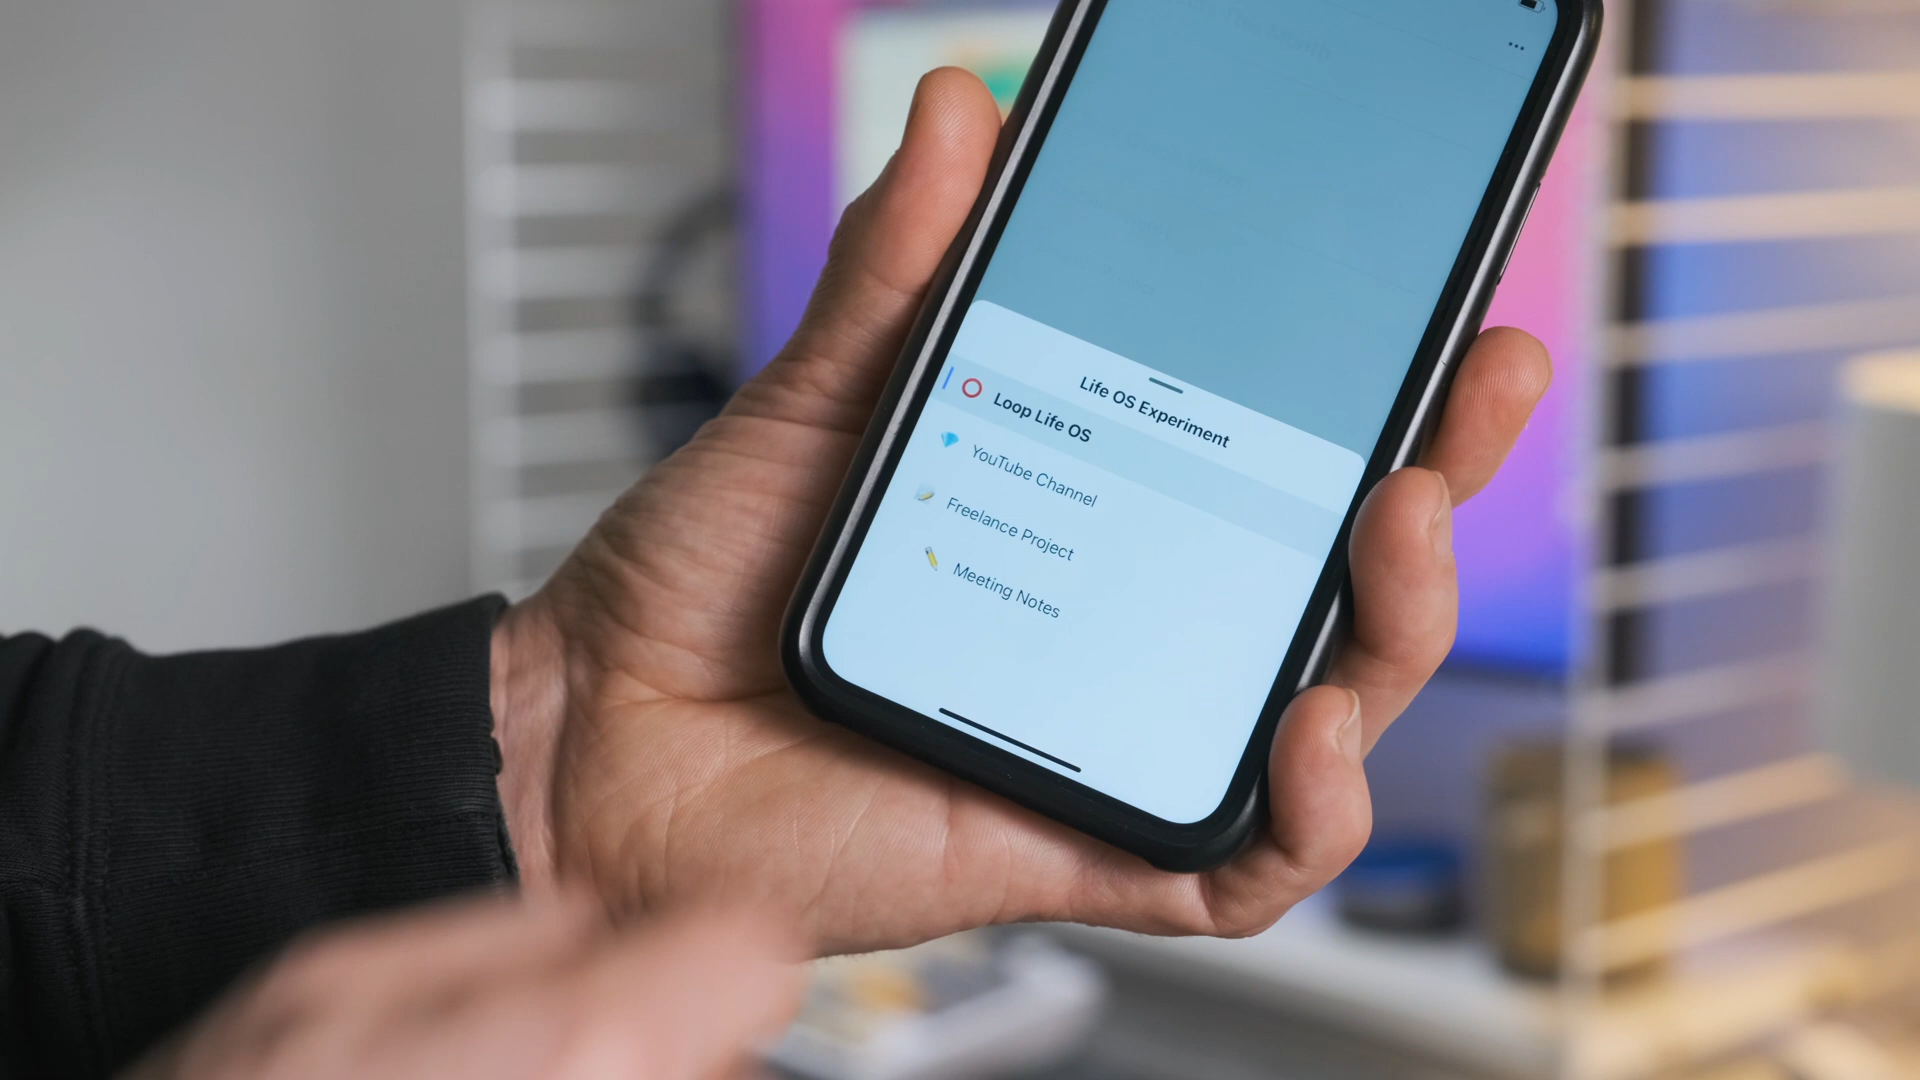 Life OS Experiment
Loop Life OS
YouTube Channel
Freelance Project
Meeting Notes